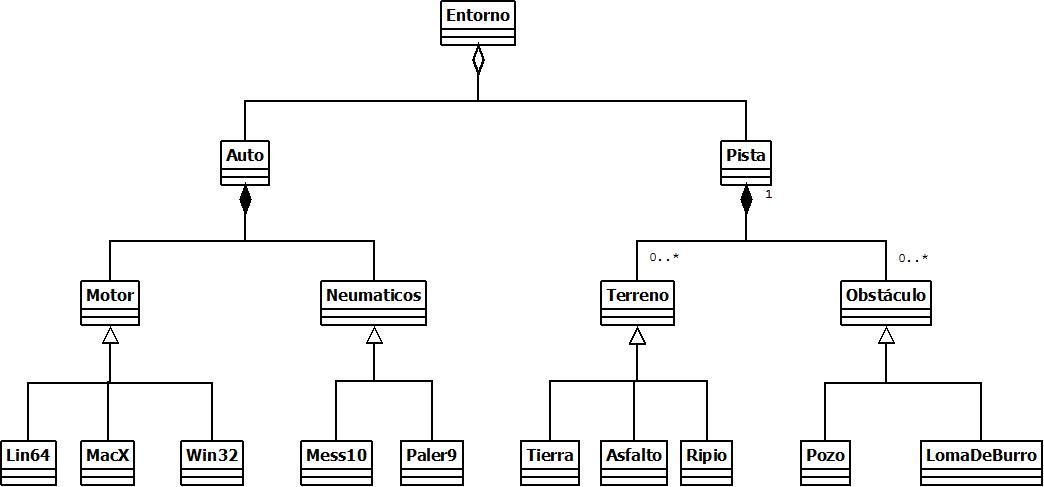 Entorno
Auto
Pista
1
0..*
0..*
Motor
Neumaticos
Terreno
Obstáculo
Lin64
MacX
Win32
Mess10
Paler9
Tierra
Asfalto
Ripio
Pozo
LomaDeBurro